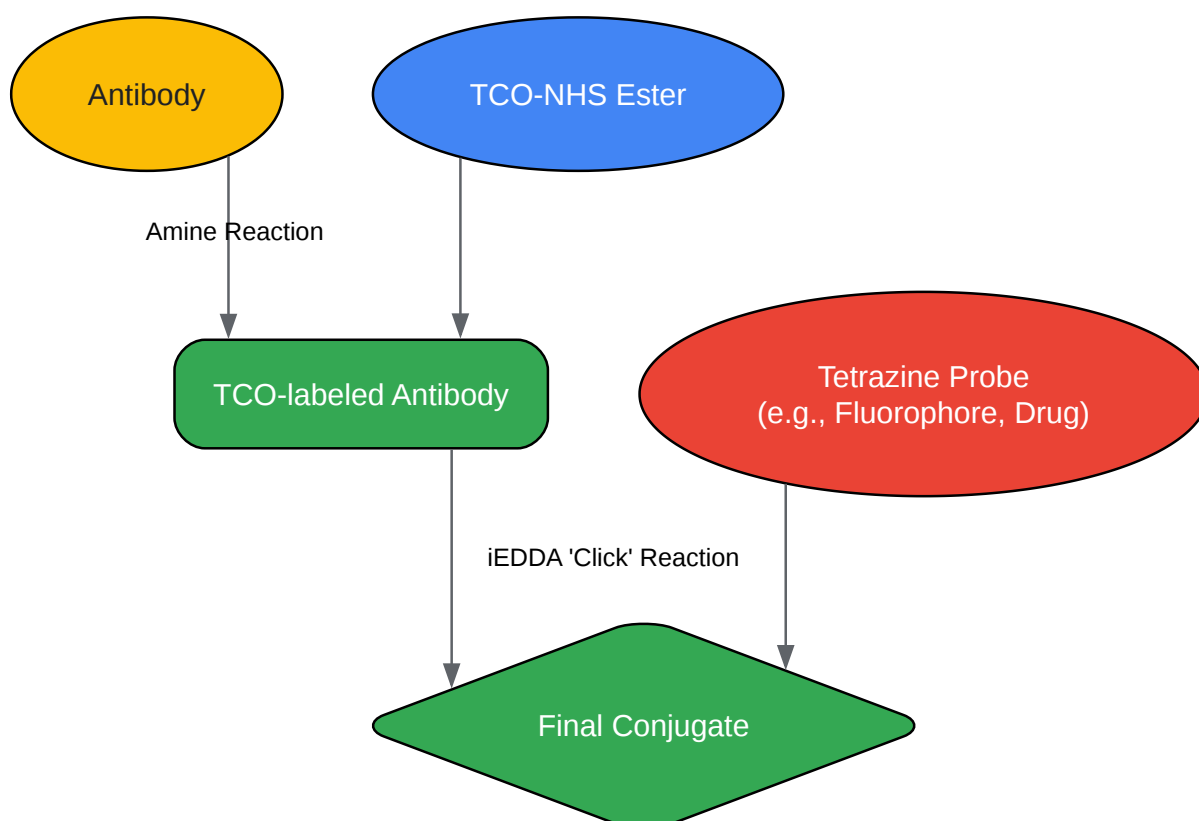 Antibody
TCO-NHS Ester
Amine Reaction
TCO-labeled Antibody
Tetrazine Probe
(e.g., Fluorophore, Drug)
iEDDA 'Click' Reaction
Final Conjugate